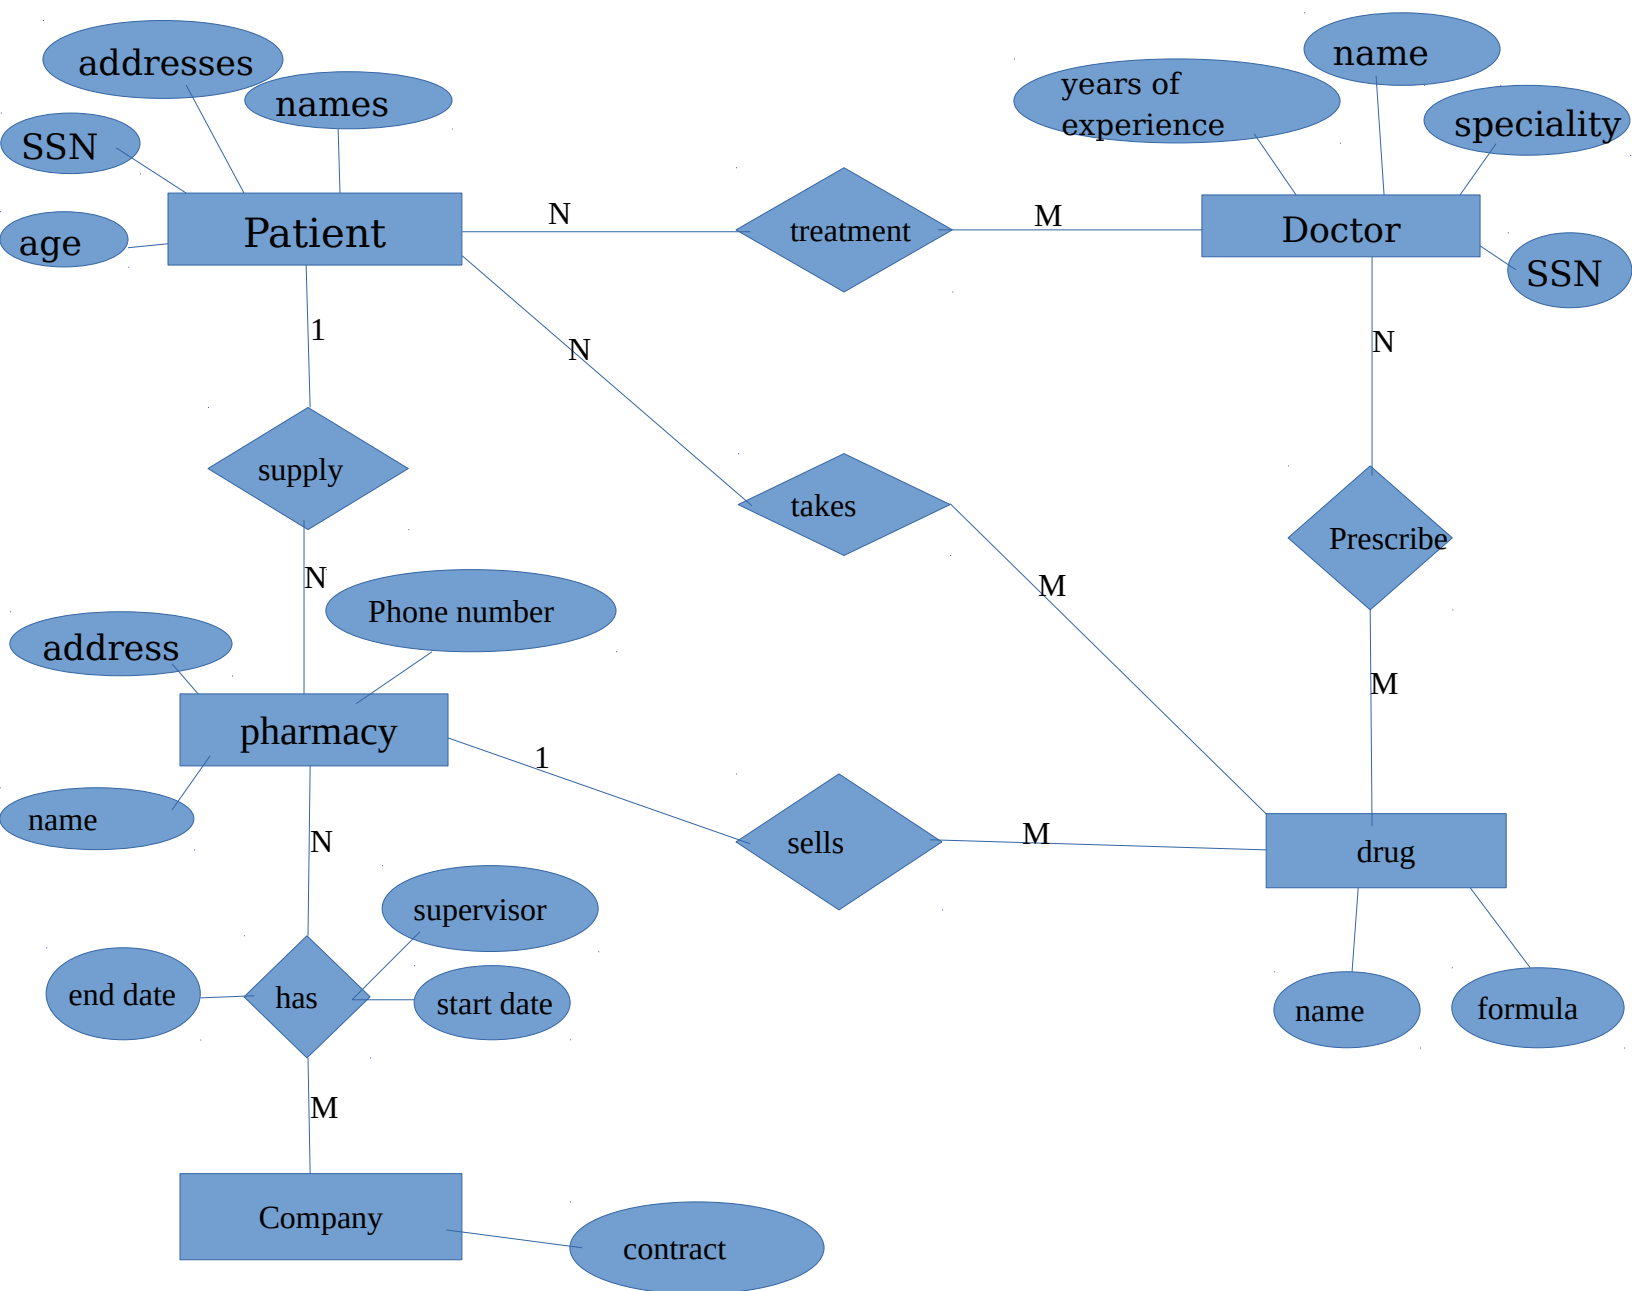 name
addresses
years of
experience
names
speciality
SSN
N
M
treatment
Patient
Doctor
age
SSN
1
N
N
supply
takes
Prescribe
N
M
Phone number
address
M
pharmacy
1
name
N
sells
M
drug
supervisor
end date
has
start date
name
formula
M
Company
contract